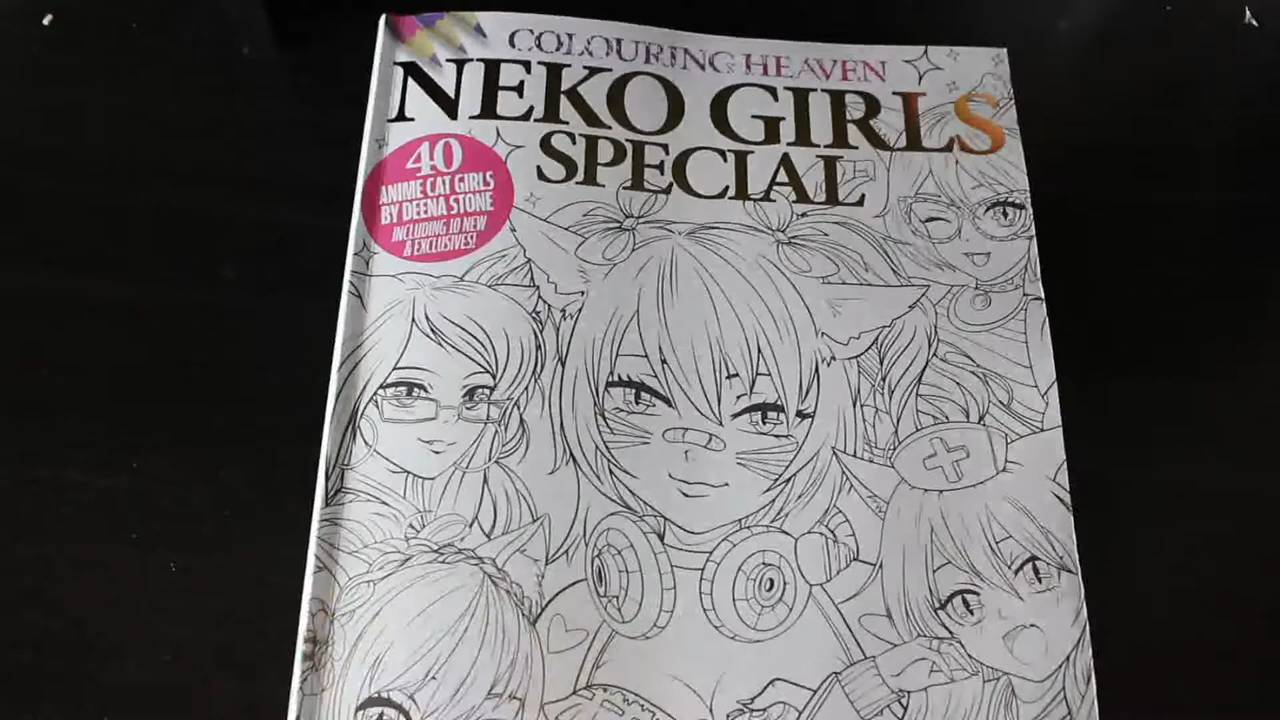 COLOURING HEAVEN
NEKO GIRLS
SPECIAL
40
ANIME CAT GIRLS
BY DEENA STONE
INCLUDING 10 NEW
& EXCLUSIVES!